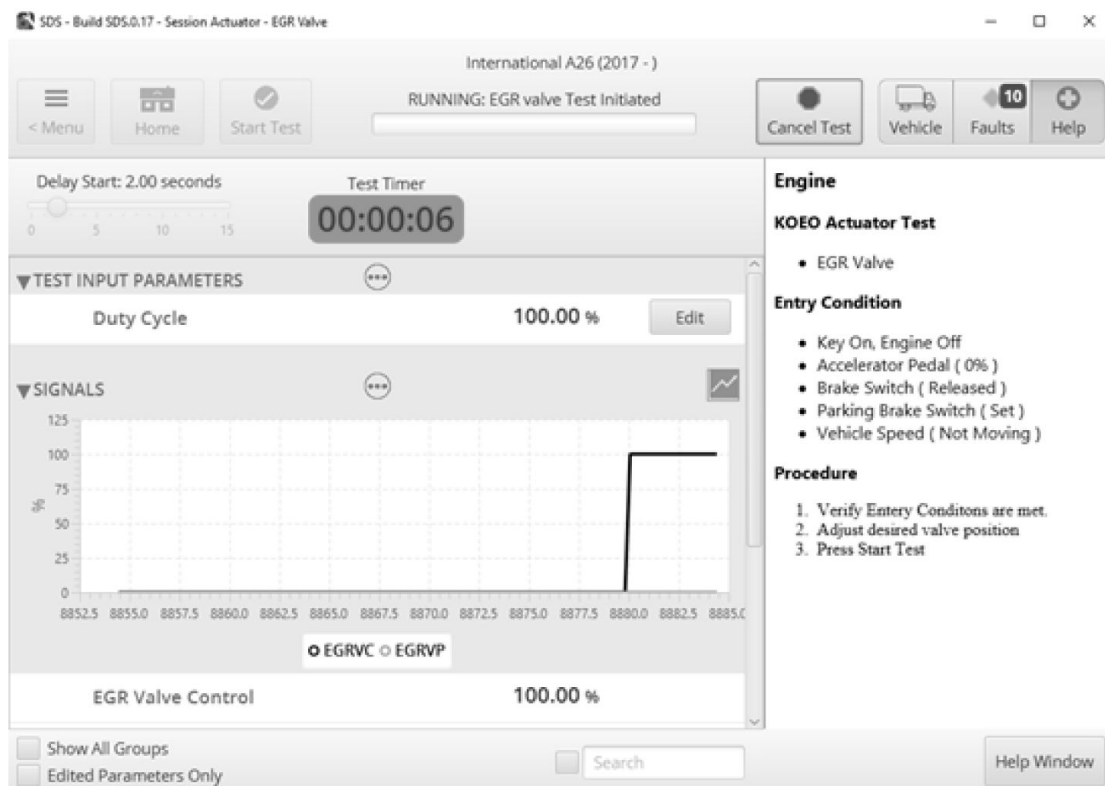 SDS - Build SDS.0.17 - Session Actuator - EGR Valve
International A26 (2017 - )
< Menu
Home
Start Test
RUNNING: EGR valve Test Initiated
Cancel Test
Vehicle
10
Faults
Help
Delay Start: 2.00 seconds
0 5 10 15
Test Timer
00:00:06
TEST INPUT PARAMETERS
Duty Cycle 100.00 % Edit
SIGNALS
125
100
75
50
25
0
%
8852.5 8855.0 8857.5 8860.0 8862.5 8865.0 8867.5 8870.0 8872.5 8875.0 8877.5 8880.0 8882.5 8885.0
EGRVC EGRVP
EGR Valve Control 100.00 %
Show All Groups
Edited Parameters Only
Search
Engine
KOEO Actuator Test
• EGR Valve
Entry Condition
• Key On, Engine Off
• Accelerator Pedal ( 0% )
• Brake Switch ( Released )
• Parking Brake Switch ( Set )
• Vehicle Speed ( Not Moving )
Procedure
1. Verify Entery Conditons are met.
2. Adjust desired valve position
3. Press Start Test
Help Window